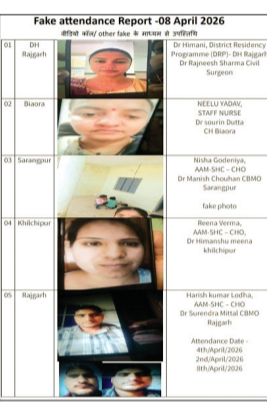 Fake attendance Report -08 April 2026
वीडियो कॉल/ other fake के माध्यम से उपस्तिथि
01
DH
Rajgarh
Dr Himani, District Residency
Programme (DRP)- DH Rajgarh
Dr Rajneesh Sharma Civil
Surgeon
02
Biaora
NEELU YADAV,
STAFF NURSE
Dr sourin Dutta
CH Biaora
03
Sarangpur
Nisha Godeniya,
AAM-SHC – CHO
Dr Manish Chouhan CBMO
Sarangpur
fake photo
04
Khilchipur
Reena Verma,
AAM-SHC – CHO,
Dr Himanshu meena
khilchipur
05
Rajgarh
Harish kumar Lodha,
AAM-SHC – CHO
Dr Surendra Mittal CBMO
Rajgarh
Attendance Date -
4th/April/2026
2nd/April/2026
8th/April/2026